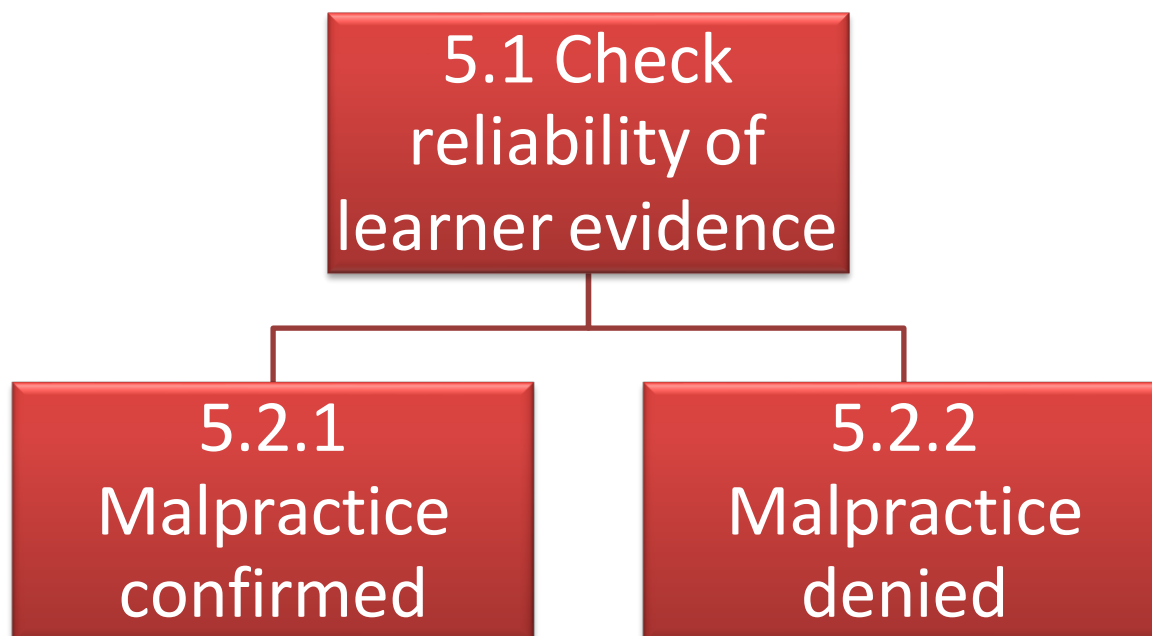 5.1 Check
reliability of
learner evidence
5.2.1
Malpractice
confirmed
5.2.2
Malpractice
denied